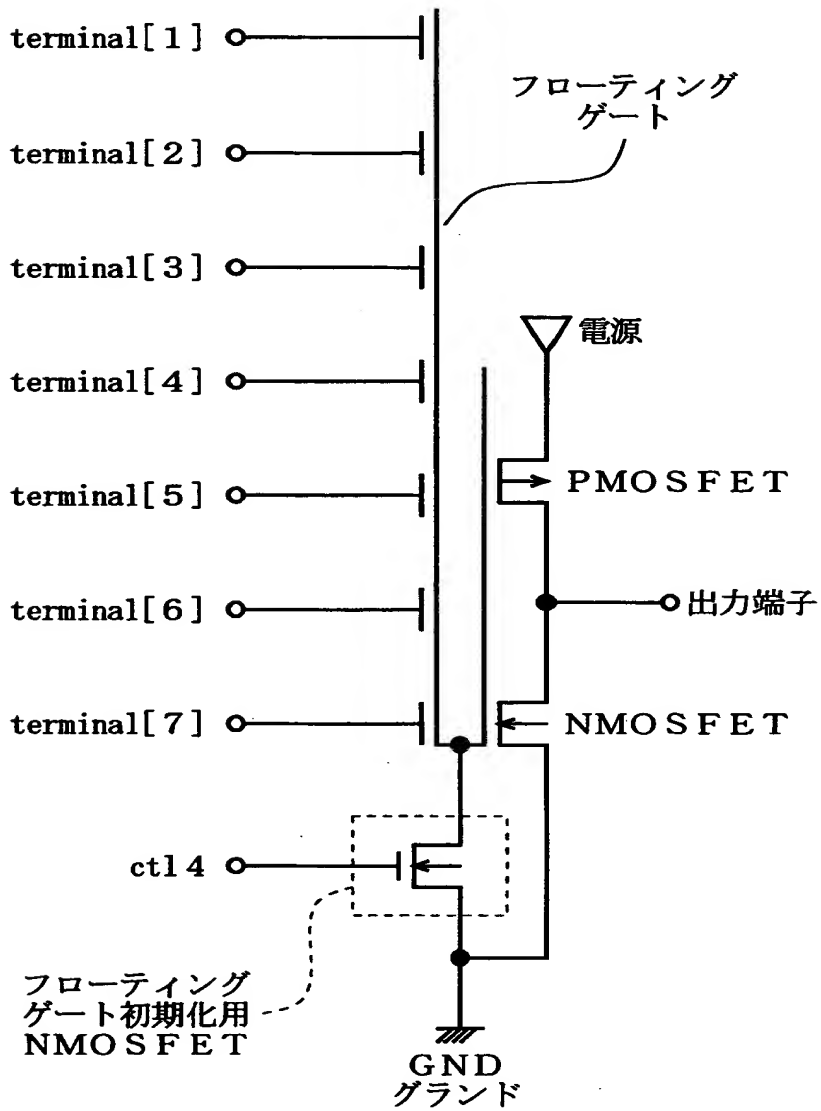 terminal[1]
フローティング
ゲート
terminal[2]
terminal[3]
電源
terminal[4]
terminal[5]
PMOSFET
terminal[6]
出力端子
terminal[7]
NMOSFET
ctl4
フローティング
ゲート初期化用
NMOSFET
GND
グランド